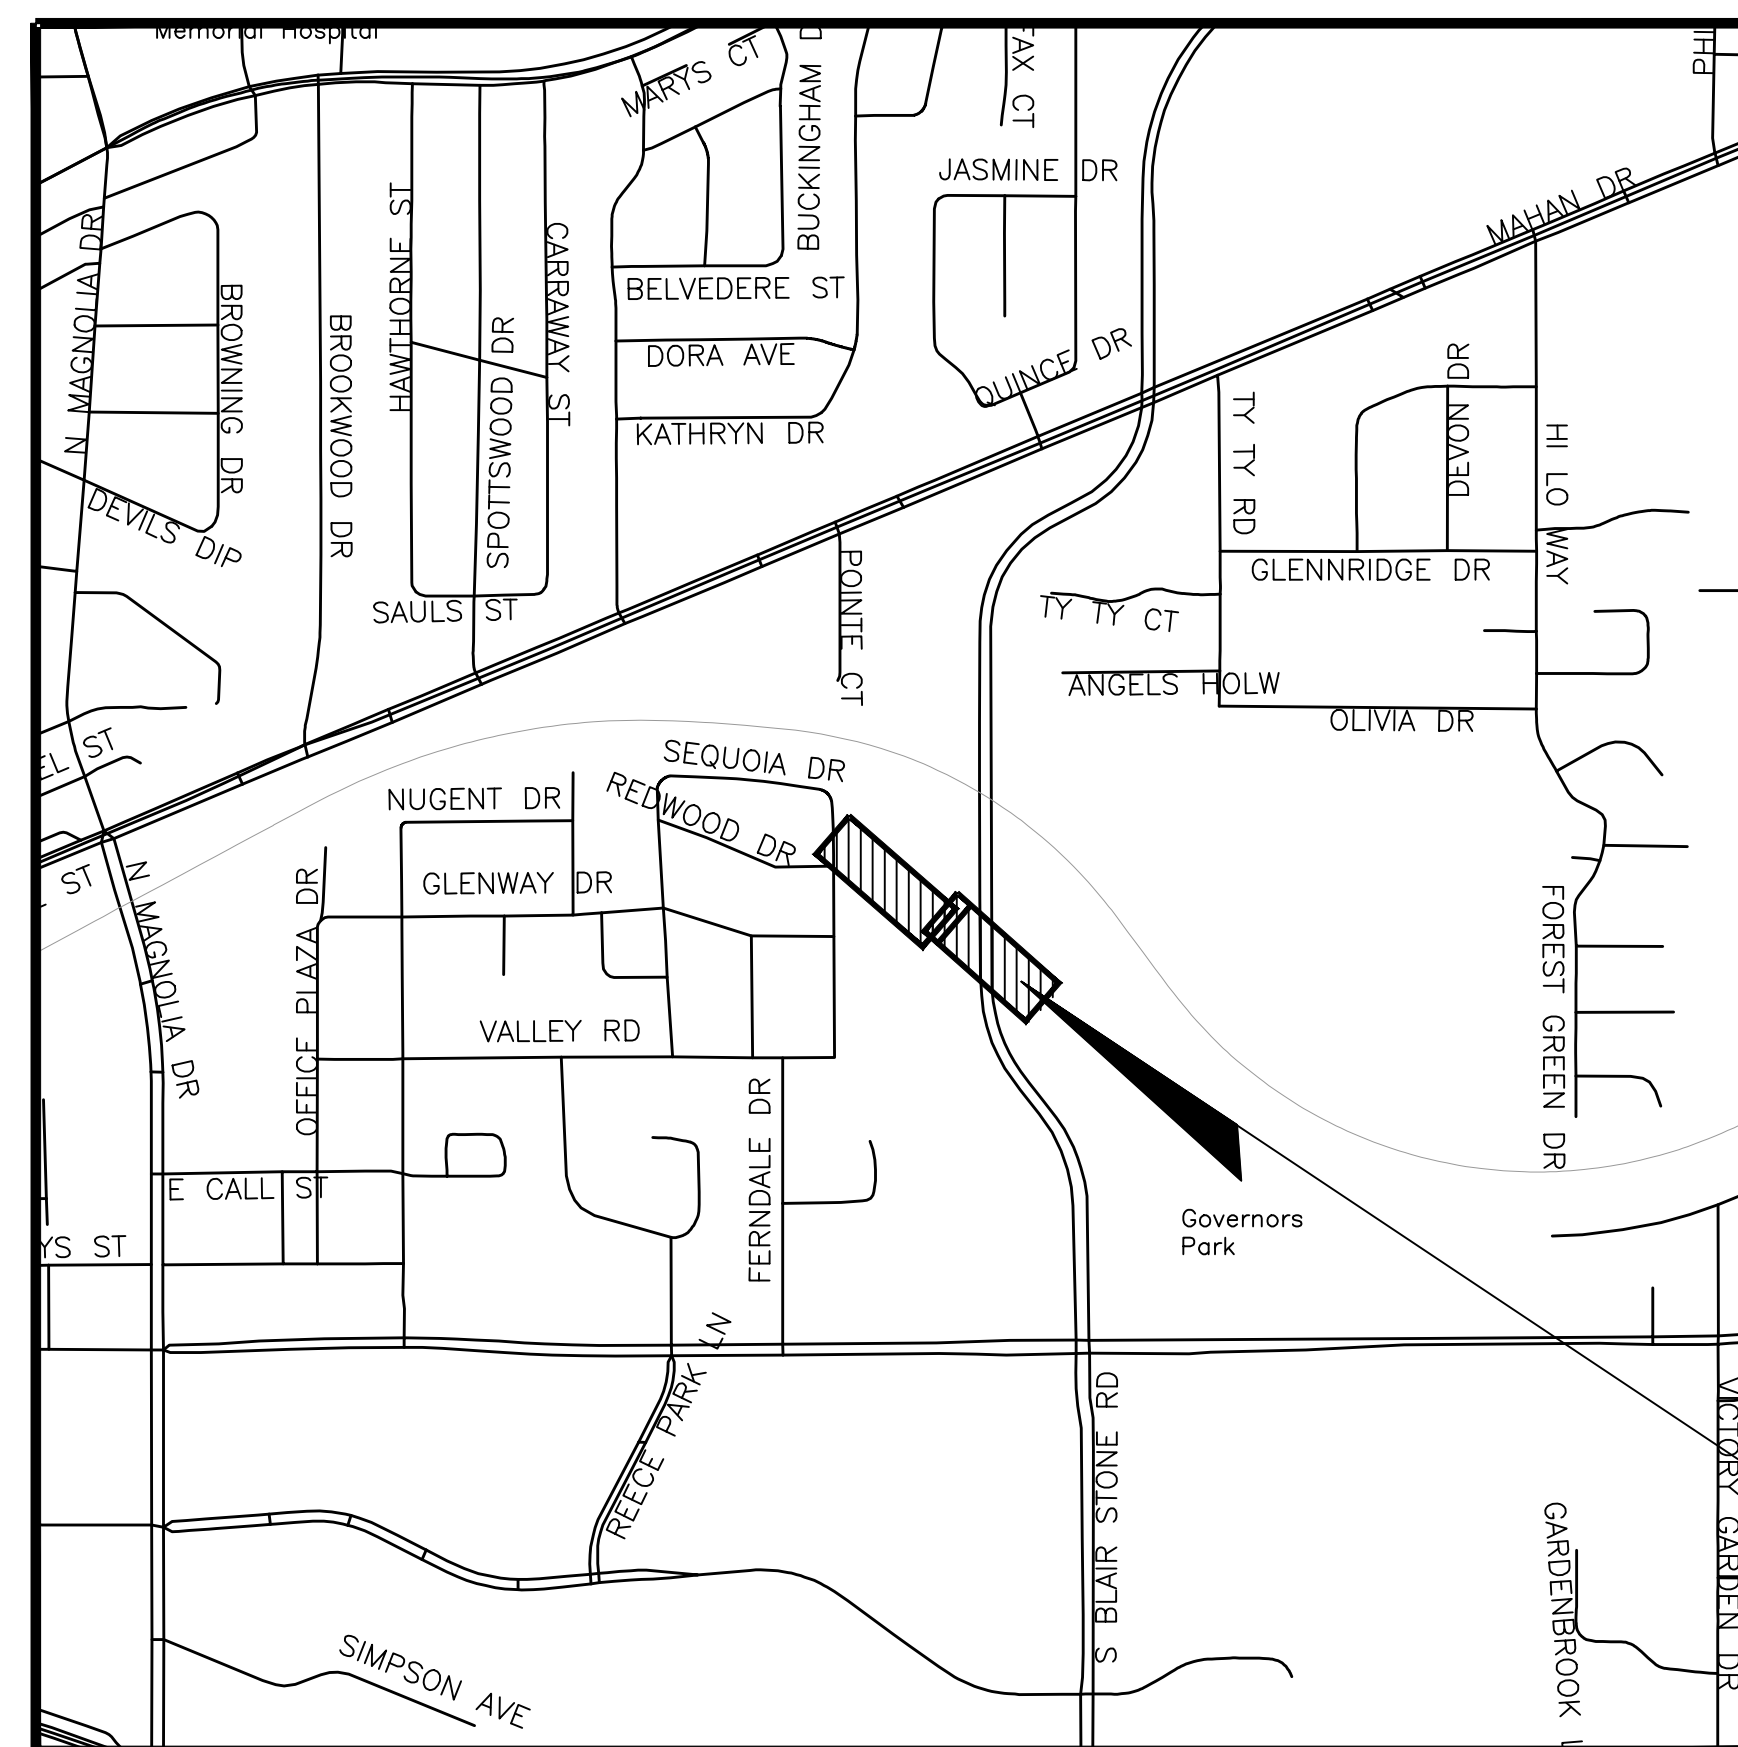 Memorial Hospital
MARYS CT
BUCKINGHAM D
FAX CT
PHI
JASMINE DR
MAHAN DR
N MAGNOLIA DR
BROWNING DR
BROOKWOOD DR
HAWTHORNE ST
SPOTTSWOOD DR
CARRAWAY ST
BELVEDERE ST
DORA AVE
KATHRYN DR
QUINCE DR
TY TY RD
DEVON DR
HI LO WAY
DEVILS DIP
SAULS ST
POINTE CT
GLENNRIDGE DR
TY TY CT
ANGELS HOLW
OLIVIA DR
EL ST
SEQUOIA DR
REDWOOD DR
NUGENT DR
GLENWAY DR
ST
N MAGNOLIA DR
OFFICE PLAZA DR
VALLEY RD
FOREST GREEN DR
FERNDALE DR
E CALL ST
YS ST
Governors
Park
REECE PARK LN
S BLAIR STONE RD
VICTORY GARDEN DR
GARDENBROOK L
SIMPSON AVE